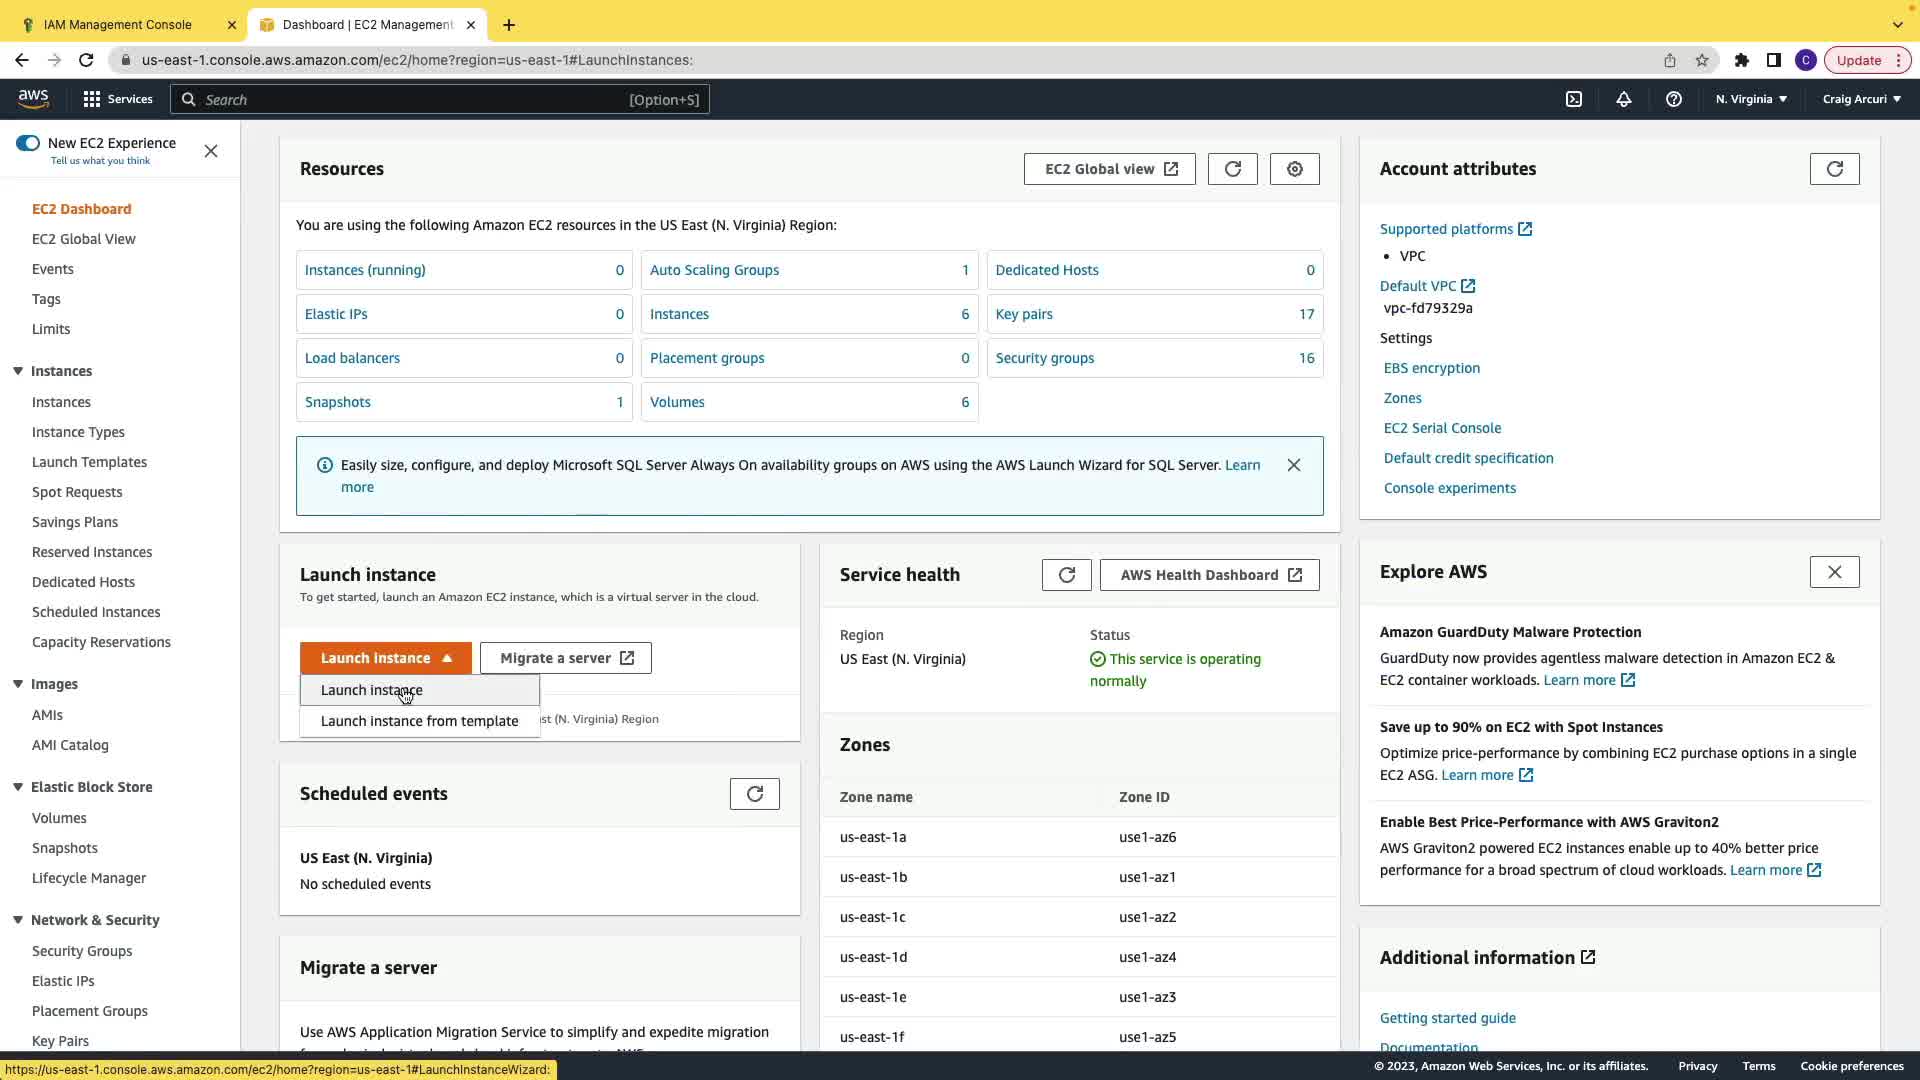 IAM Management Console
Dashboard | EC2 Management
us-east-1.console.aws.amazon.com/ec2/home?region=us-east-1#LaunchInstances:
C
Update
aws
Services
Search
[Option+S]
N. Virginia
Craig Arcuri
New EC2 Experience
Tell us what you think
EC2 Dashboard
EC2 Global View
Events
Tags
Limits
Instances
Instances
Instance Types
Launch Templates
Spot Requests
Savings Plans
Reserved Instances
Dedicated Hosts
Scheduled Instances
Capacity Reservations
Images
AMIs
AMI Catalog
Elastic Block Store
Volumes
Snapshots
Lifecycle Manager
Network & Security
Security Groups
Elastic IPs
Placement Groups
Key Pairs
Resources
EC2 Global view
You are using the following Amazon EC2 resources in the US East (N. Virginia) Region:
Instances (running) 0
Auto Scaling Groups 1
Dedicated Hosts 0
Elastic IPs 0
Instances 6
Key pairs 17
Load balancers 0
Placement groups 0
Security groups 16
Snapshots 1
Volumes 6
Easily size, configure, and deploy Microsoft SQL Server Always On availability groups on AWS using the AWS Launch Wizard for SQL Server. Learn
more
Launch instance
To get started, launch an Amazon EC2 instance, which is a virtual server in the cloud.
Launch instance
Migrate a server
Launch instance
Launch instance from template
st (N. Virginia) Region
Scheduled events
US East (N. Virginia)
No scheduled events
Migrate a server
Use AWS Application Migration Service to simplify and expedite migration
Service health
AWS Health Dashboard
Region
US East (N. Virginia)
Status
This service is operating
normally
Zones
Zone name Zone ID
us-east-1a use1-az6
us-east-1b use1-az1
us-east-1c use1-az2
us-east-1d use1-az4
us-east-1e use1-az3
us-east-1f use1-az5
Account attributes
Supported platforms
• VPC
Default VPC
vpc-fd79329a
Settings
EBS encryption
Zones
EC2 Serial Console
Default credit specification
Console experiments
Explore AWS
Amazon GuardDuty Malware Protection
GuardDuty now provides agentless malware detection in Amazon EC2 &
EC2 container workloads. Learn more
Save up to 90% on EC2 with Spot Instances
Optimize price-performance by combining EC2 purchase options in a single
EC2 ASG. Learn more
Enable Best Price-Performance with AWS Graviton2
AWS Graviton2 powered EC2 instances enable up to 40% better price
performance for a broad spectrum of cloud workloads. Learn more
Additional information
Getting started guide
Documentation
https://us-east-1.console.aws.amazon.com/ec2/home?region=us-east-1#LaunchInstanceWizard:
© 2023, Amazon Web Services, Inc. or its affiliates.
Privacy
Terms
Cookie preferences